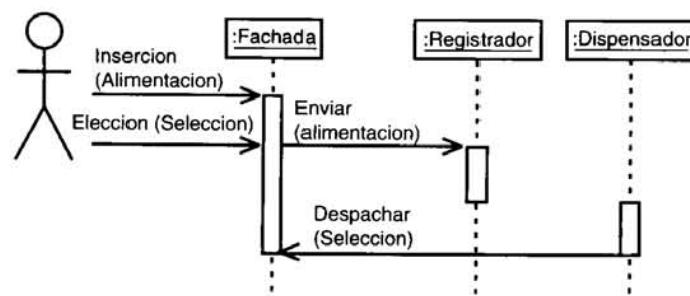 :Fachada
:Registrador
:Dispensador
Insercion
(Alimentacion)
Eleccion (Seleccion)
Enviar
(alimentacion)
Despachar
(Seleccion)